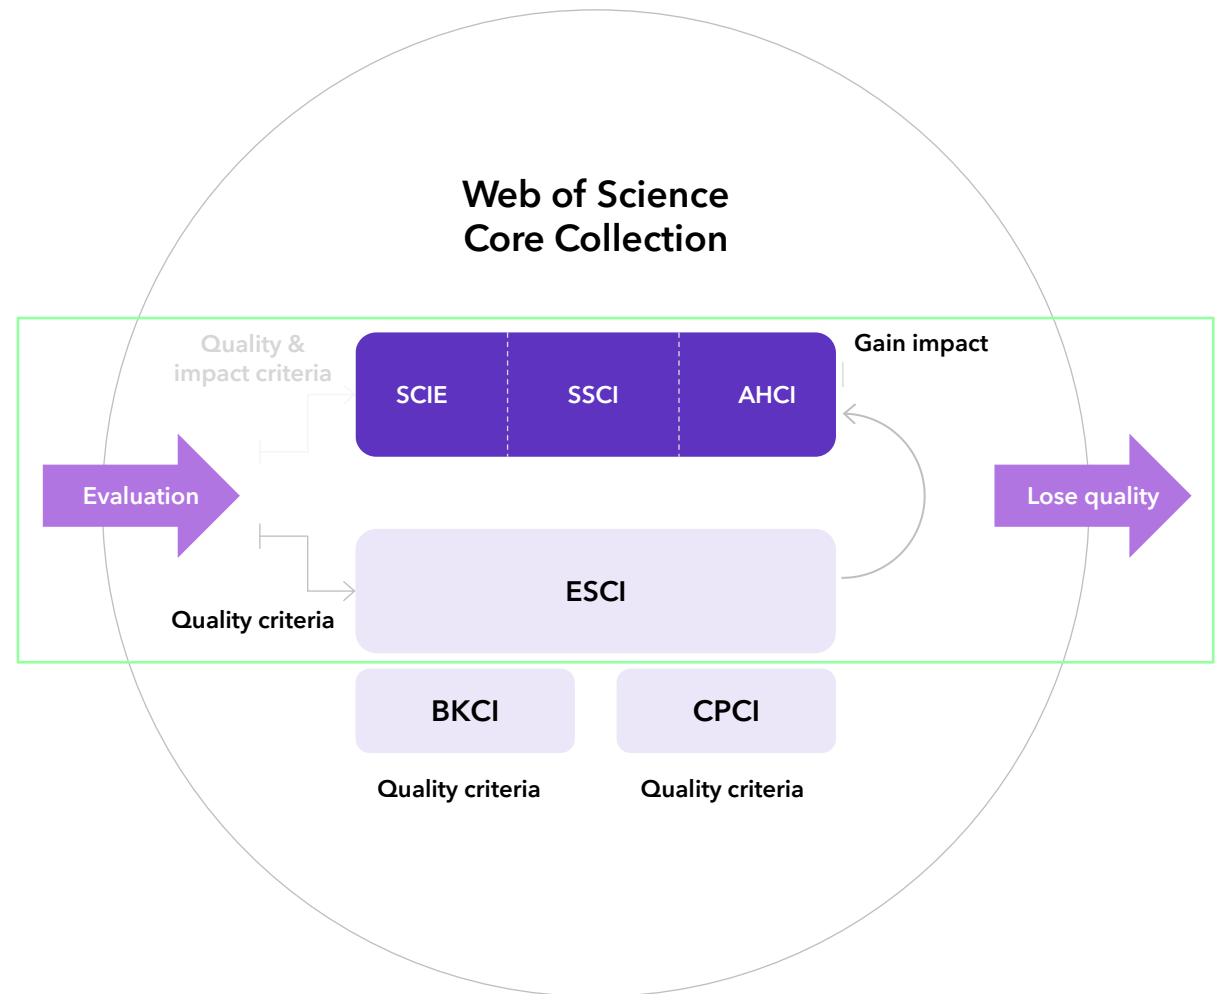 Web of Science
Core Collection
Quality &
impact criteria
SCIE
SSCI
AHCI
Gain impact
Evaluation
Lose quality
ESCI
Quality criteria
BKCI
CPCI
Quality criteria
Quality criteria